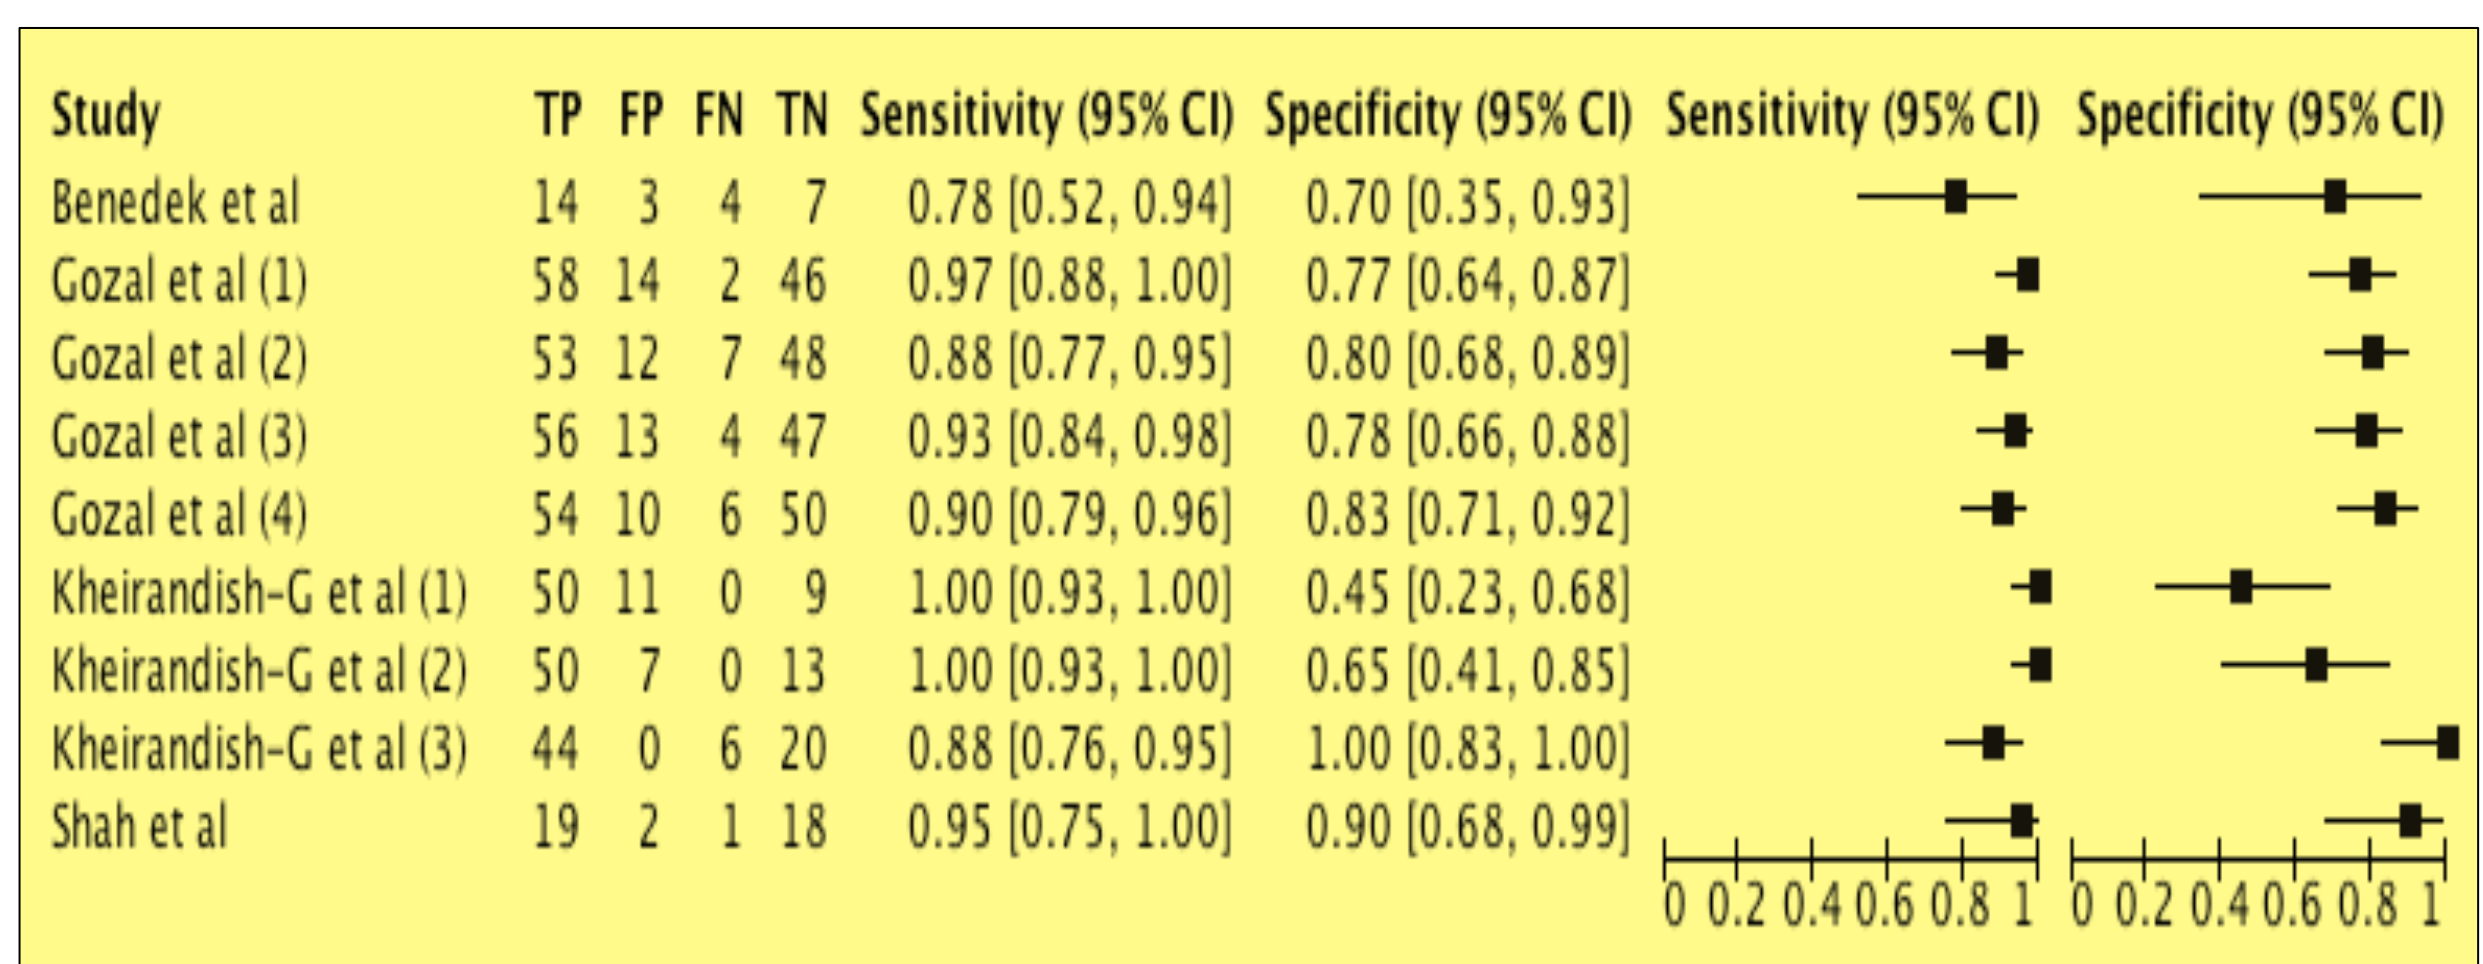 Study TP FP FN TN Sensitivity (95% CI) Specificity (95% CI) Sensitivity (95% CI) Specificity (95% CI)
Benedek et al 14 3 4 7 0.78 [0.52, 0.94] 0.70 [0.35, 0.93]
Gozal et al (1) 58 14 2 46 0.97 [0.88, 1.00] 0.77 [0.64, 0.87]
Gozal et al (2) 53 12 7 48 0.88 [0.77, 0.95] 0.80 [0.68, 0.89]
Gozal et al (3) 56 13 4 47 0.93 [0.84, 0.98] 0.78 [0.66, 0.88]
Gozal et al (4) 54 10 6 50 0.90 [0.79, 0.96] 0.83 [0.71, 0.92]
Kheirandish-G et al (1) 50 11 0 9 1.00 [0.93, 1.00] 0.45 [0.23, 0.68]
Kheirandish-G et al (2) 50 7 0 13 1.00 [0.93, 1.00] 0.65 [0.41, 0.85]
Kheirandish-G et al (3) 44 0 6 20 0.88 [0.76, 0.95] 1.00 [0.83, 1.00]
Shah et al 19 2 1 18 0.95 [0.75, 1.00] 0.90 [0.68, 0.99]
0 0.2 0.4 0.6 0.8 1 0 0.2 0.4 0.6 0.8 1